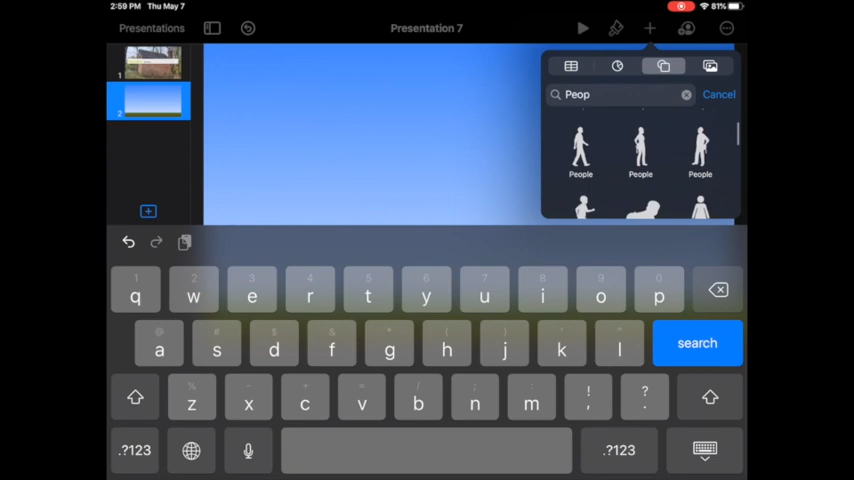 2:59 PM Thu May 7
81%
Presentations
Presentation 7
1
2
Peop
Cancel
People
People
People
1 2 3 4 5 6 7 8 9 0
q w e r t y u i o p
@ # $ & * ( ) ' "
a s d f g h j k l
search
% - + = / ; : ! ?
z x c v b n m , .
.?123
.?123